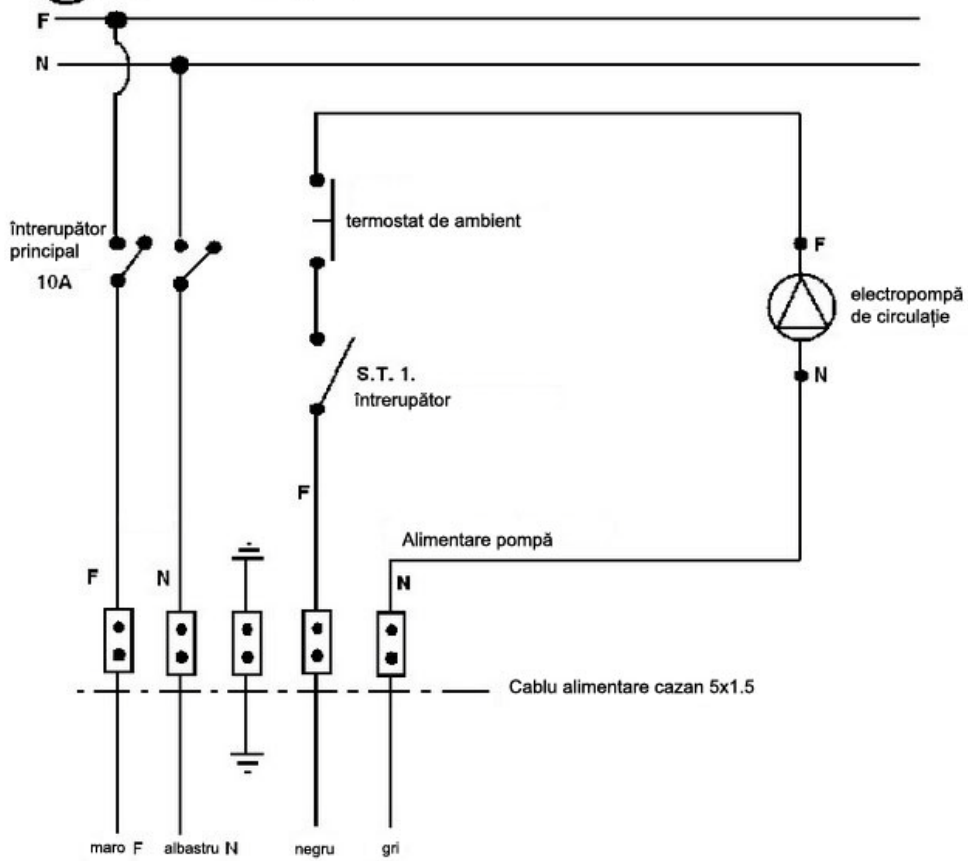 F
N
întrerupător
principal
10A
termostat de ambient
F
electropompă
de circulație
N
S.T. 1.
întrerupător
F
Alimentare pompă
F
N
N
Cablu alimentare cazan 5x1.5
maro F
albastru N
negru
gri